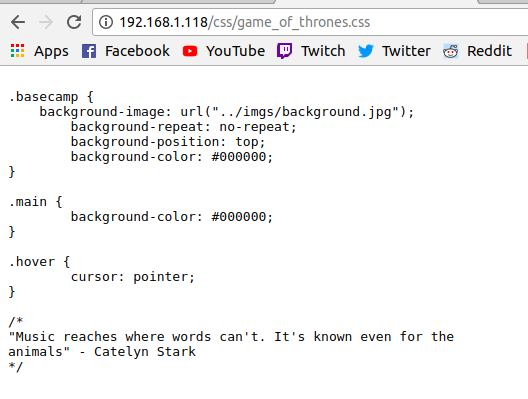 192.168.1.118/css/game_of_thrones.css
Apps Facebook YouTube Twitch Twitter Reddit
.basecamp {
    background-image: url("../imgs/background.jpg");
        background-repeat: no-repeat;
        background-position: top;
        background-color: #000000;
}
.main {
        background-color: #000000;
}
.hover {
        cursor: pointer;
}
/*
"Music reaches where words can't. It's known even for the
animals" - Catelyn Stark
*/